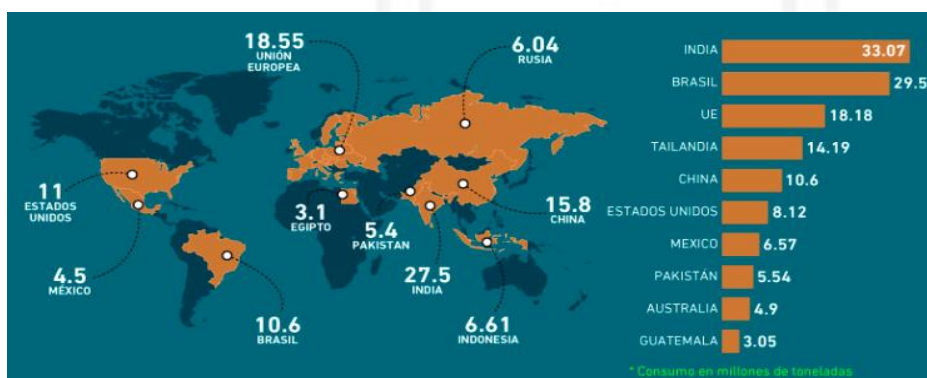 18.55
UNIÓN
EUROPEA
6.04
RUSIA
11
ESTADOS
UNIDOS
3.1
EGIPTO
5.4
PAKISTAN
15.8
CHINA
4.5
MÉXICO
27.5
INDIA
10.6
BRASIL
6.61
INDONESIA
INDIA 33.07
BRASIL 29.5
UE 18.18
TAILANDIA 14.19
CHINA 10.6
ESTADOS UNIDOS 8.12
MEXICO 6.57
PAKISTÁN 5.54
AUSTRALIA 4.9
GUATEMALA 3.05
* Consumo en millones de toneladas